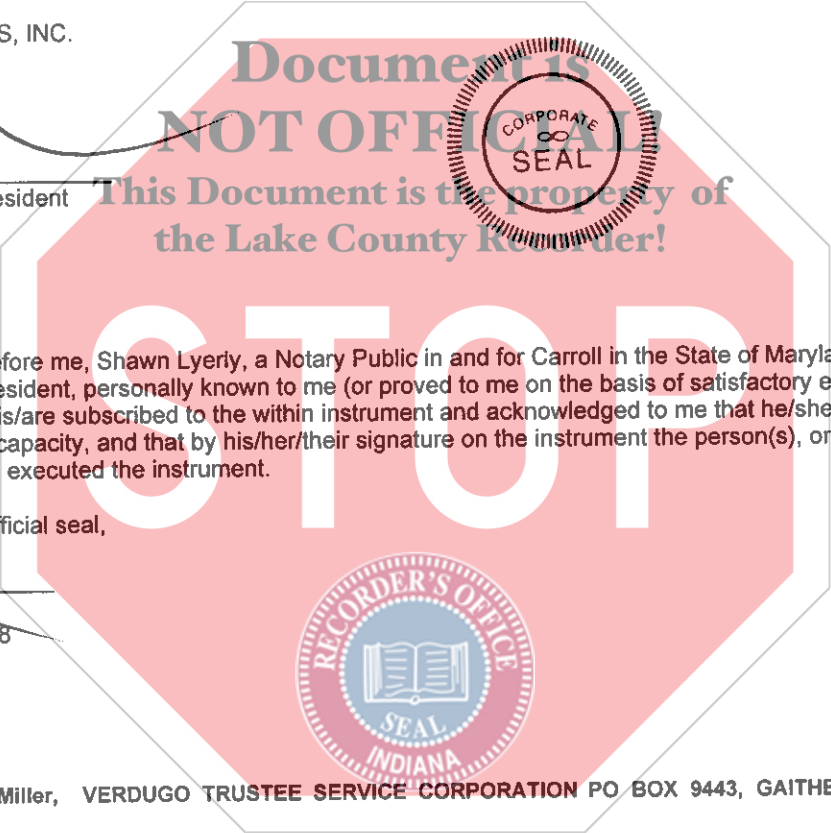 S, INC.
Document is
NOT OFFICIAL!
CORPORATE
SEAL
esident
This Document is the property of
the Lake County Recorder!
STOP
efore me, Shawn Lyerly, a Notary Public in and for Carroll in the State of Maryla
esident, personally known to me (or proved to me on the basis of satisfactory e
is/are subscribed to the within instrument and acknowledged to me that he/she
capacity, and that by his/her/their signature on the instrument the person(s), or
executed the instrument.
ficial seal,
8
RECORDER'S OFFICE
SEAL
INDIANA
Miller, VERDUGO TRUSTEE SERVICE CORPORATION PO BOX 9443, GAITHE